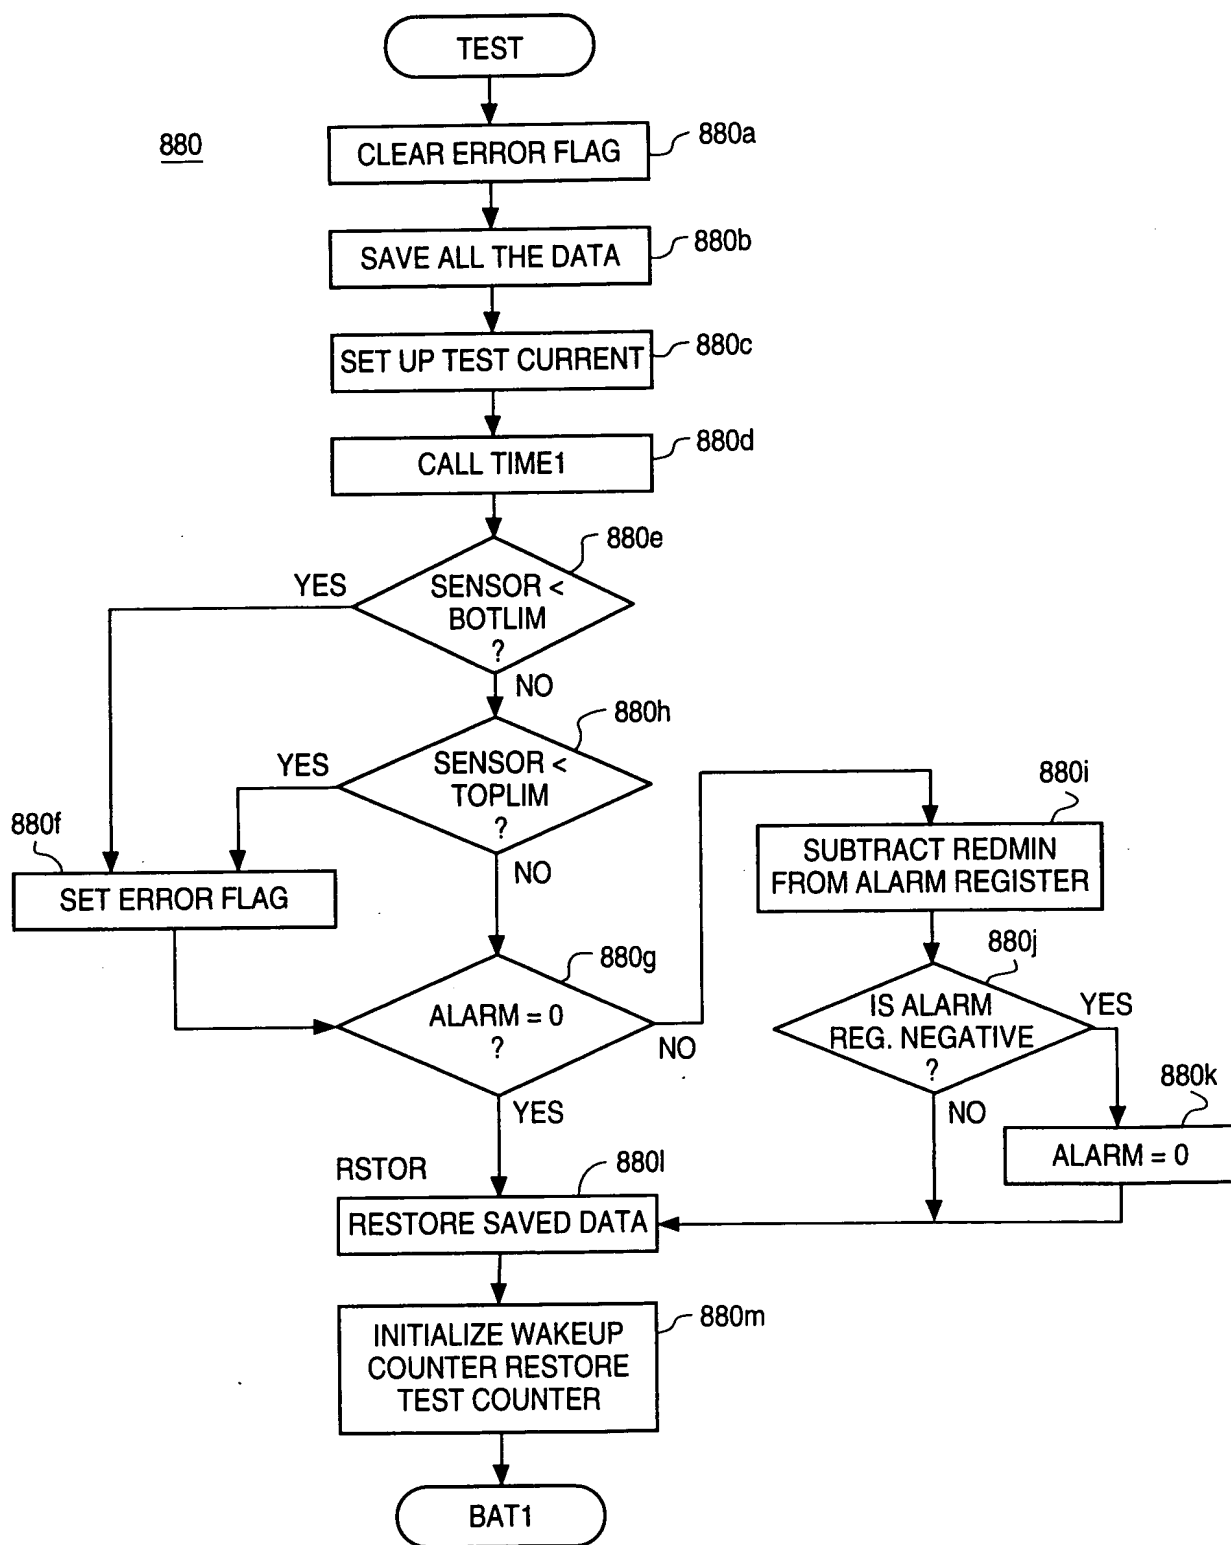 TEST
880
CLEAR ERROR FLAG
880a
SAVE ALL THE DATA
880b
SET UP TEST CURRENT
880c
CALL TIME1
880d
880e
YES
SENSOR <
BOTLIM
?
NO
880h
YES
SENSOR <
TOPLIM
?
NO
880f
SET ERROR FLAG
880i
SUBTRACT REDMIN
FROM ALARM REGISTER
880g
ALARM = 0
?
NO
YES
880j
IS ALARM
REG. NEGATIVE
?
YES
NO
880k
ALARM = 0
RSTOR
880l
RESTORE SAVED DATA
880m
INITIALIZE WAKEUP
COUNTER RESTORE
TEST COUNTER
BAT1